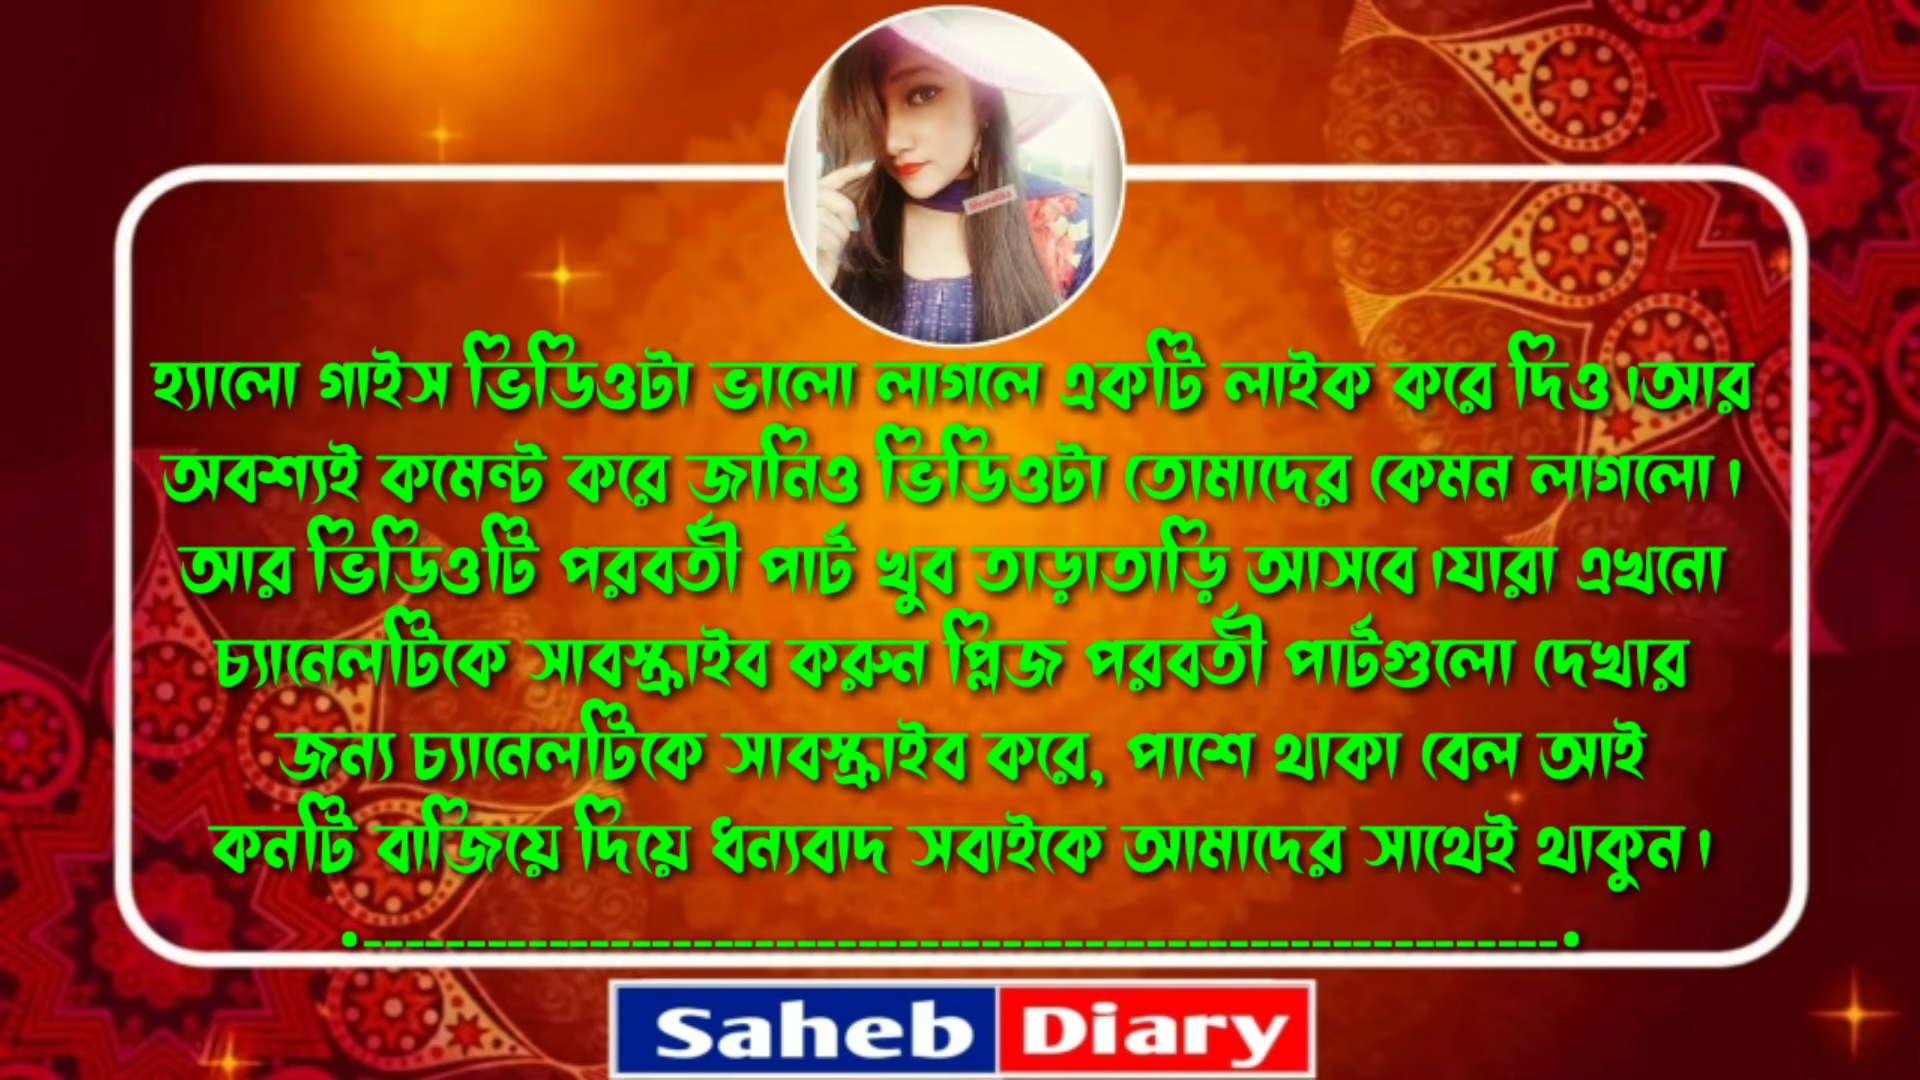 হ্যালো গাইস ভিডিওটা ভালো লাগলে একটি লাইক করে দিও।আর
অবশ্যই কমেন্ট করে জানিও ভিডিওটা তোমাদের কেমন লাগলো।
আর ভিডিওটি পরবর্তী পার্ট খুব তাড়াতাড়ি আসবে।যারা এখনো
চ্যানেলটিকে সাবস্ক্রাইব করুন প্লিজ পরবর্তী পার্টগুলো দেখার
জন্য চ্যানেলটিকে সাবস্ক্রাইব করে, পাশে থাকা বেল আই
কনটি বাজিয়ে দিয়ে ধন্যবাদ সবাইকে আমাদের সাথেই থাকুন।
Saheb Diary